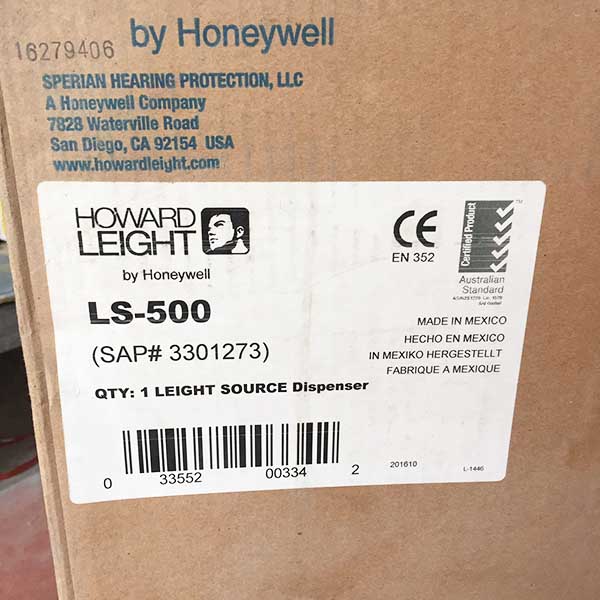 16279406
by Honeywell
SPERIAN HEARING PROTECTION, LLC
A Honeywell Company
7828 Waterville Road
San Diego, CA 92154 USA
www.howardleight.com
HOWARD
LEIGHT
by Honeywell
LS-500
(SAP# 3301273)
QTY: 1 LEIGHT SOURCE Dispenser
CE
EN 352
Certified Product
TM
Australian
Standard
MADE IN MEXICO
HECHO EN MEXICO
IN MEXIKO HERGESTELLT
FABRIQUE A MEXIQUE
0 33552 00334 2
201610
L-1446